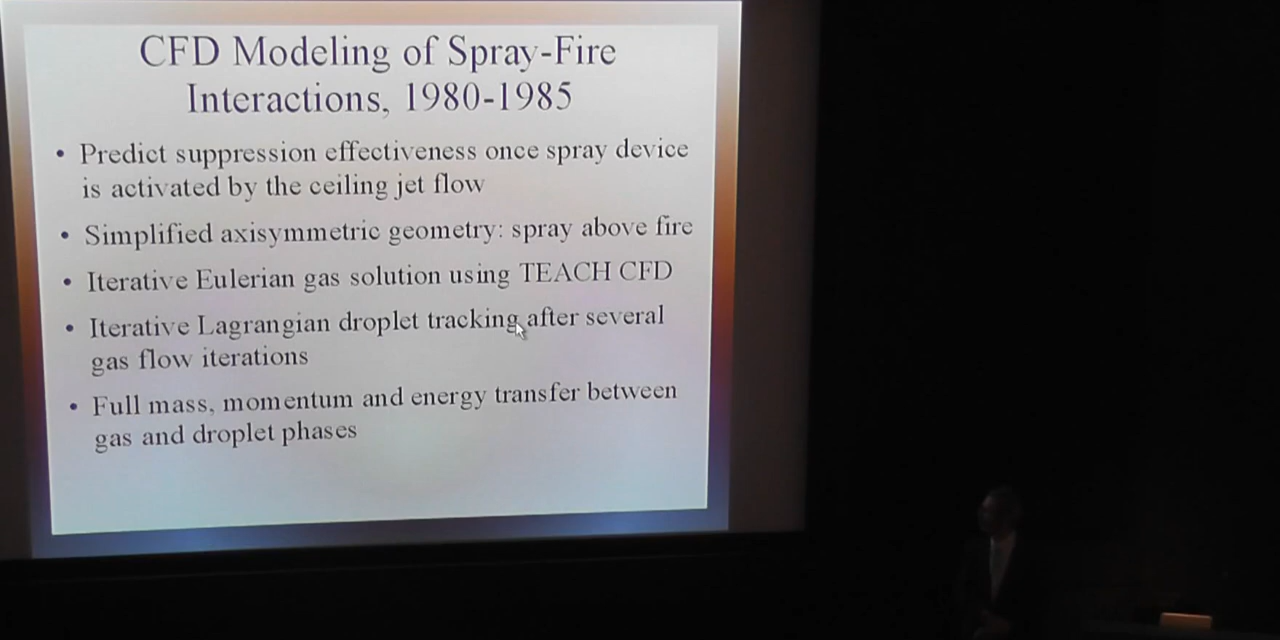 CFD Modeling of Spray-Fire
Interactions, 1980-1985
• Predict suppression effectiveness once spray device
is activated by the ceiling jet flow
• Simplified axisymmetric geometry: spray above fire
• Iterative Eulerian gas solution using TEACH CFD
• Iterative Lagrangian droplet tracking after several
gas flow iterations
• Full mass, momentum and energy transfer between
gas and droplet phases